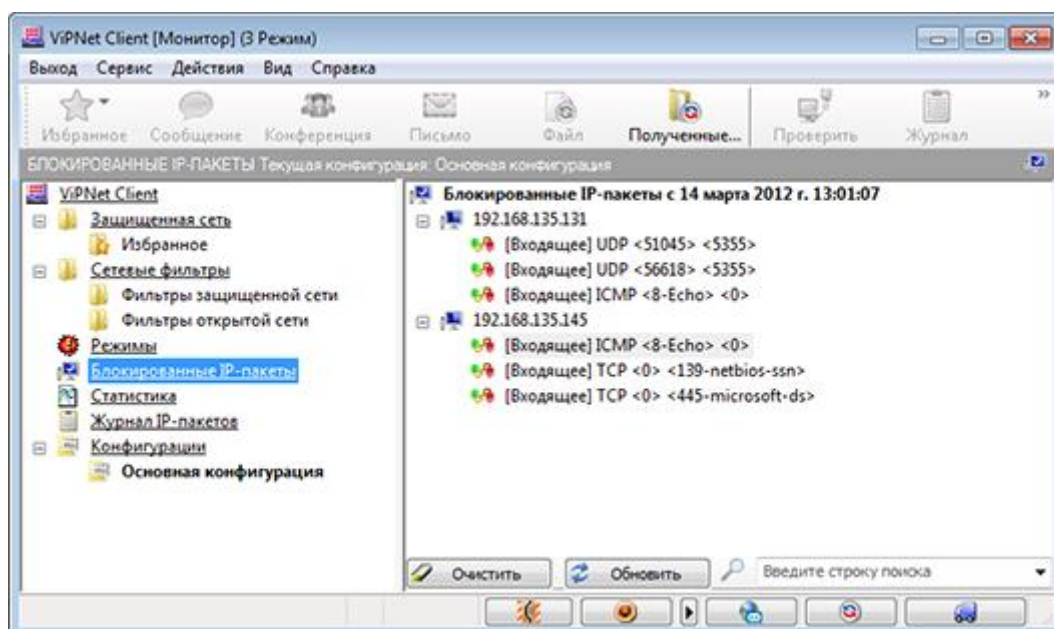 ViPNet Client [Монитор] (3 Режим)
Выход Сервис Действия Вид Справка
Избранное Сообщение Конференция Письмо Файл Полученные... Проверить Журнал
БЛОКИРОВАННЫЕ IP-ПАКЕТЫ Текущая конфигурация: Основная конфигурация
ViPNet Client
Защищенная сеть
Избранное
Сетевые фильтры
Фильтры защищенной сети
Фильтры открытой сети
Режимы
Блокированные IP-пакеты
Статистика
Журнал IP-пакетов
Конфигурации
Основная конфигурация
Блокированные IP-пакеты с 14 марта 2012 г. 13:01:07
192.168.135.131
[Входящее] UDP <51045> <5355>
[Входящее] UDP <56618> <5355>
[Входящее] ICMP <8-Echo> <0>
192.168.135.145
[Входящее] ICMP <8-Echo> <0>
[Входящее] TCP <0> <139-netbios-ssn>
[Входящее] TCP <0> <445-microsoft-ds>
Очистить Обновить Введите строку поиска